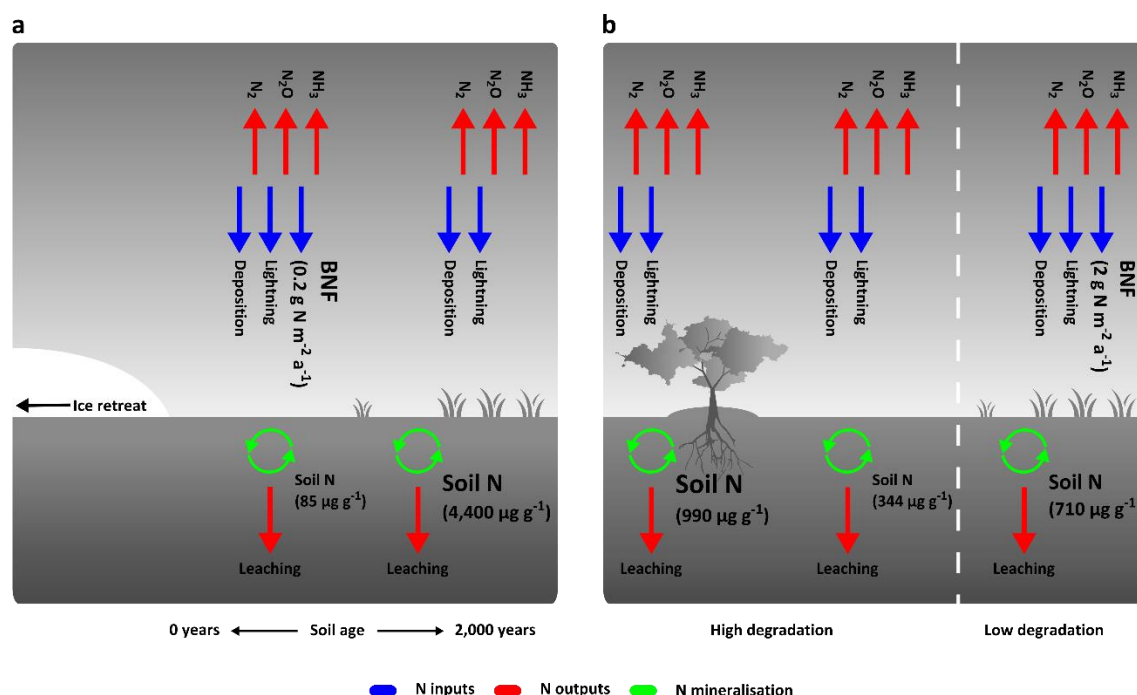 a
N2
N2O
NH3
N2
N2O
NH3
Deposition
Lightning
BNF
(0.2 g N m-2 a-1)
Deposition
Lightning
Ice retreat
Soil N
(85 µg g-1)
Soil N
(4,400 µg g-1)
Leaching
Leaching
0 years
Soil age
2,000 years
b
N2
N2O
NH3
N2
N2O
NH3
N2
N2O
NH3
Deposition
Lightning
Deposition
Lightning
Deposition
Lightning
BNF
(2 g N m-2 a-1)
Soil N
(990 µg g-1)
Soil N
(344 µg g-1)
Soil N
(710 µg g-1)
Leaching
Leaching
Leaching
High degradation
Low degradation
N inputs
N outputs
N mineralisation